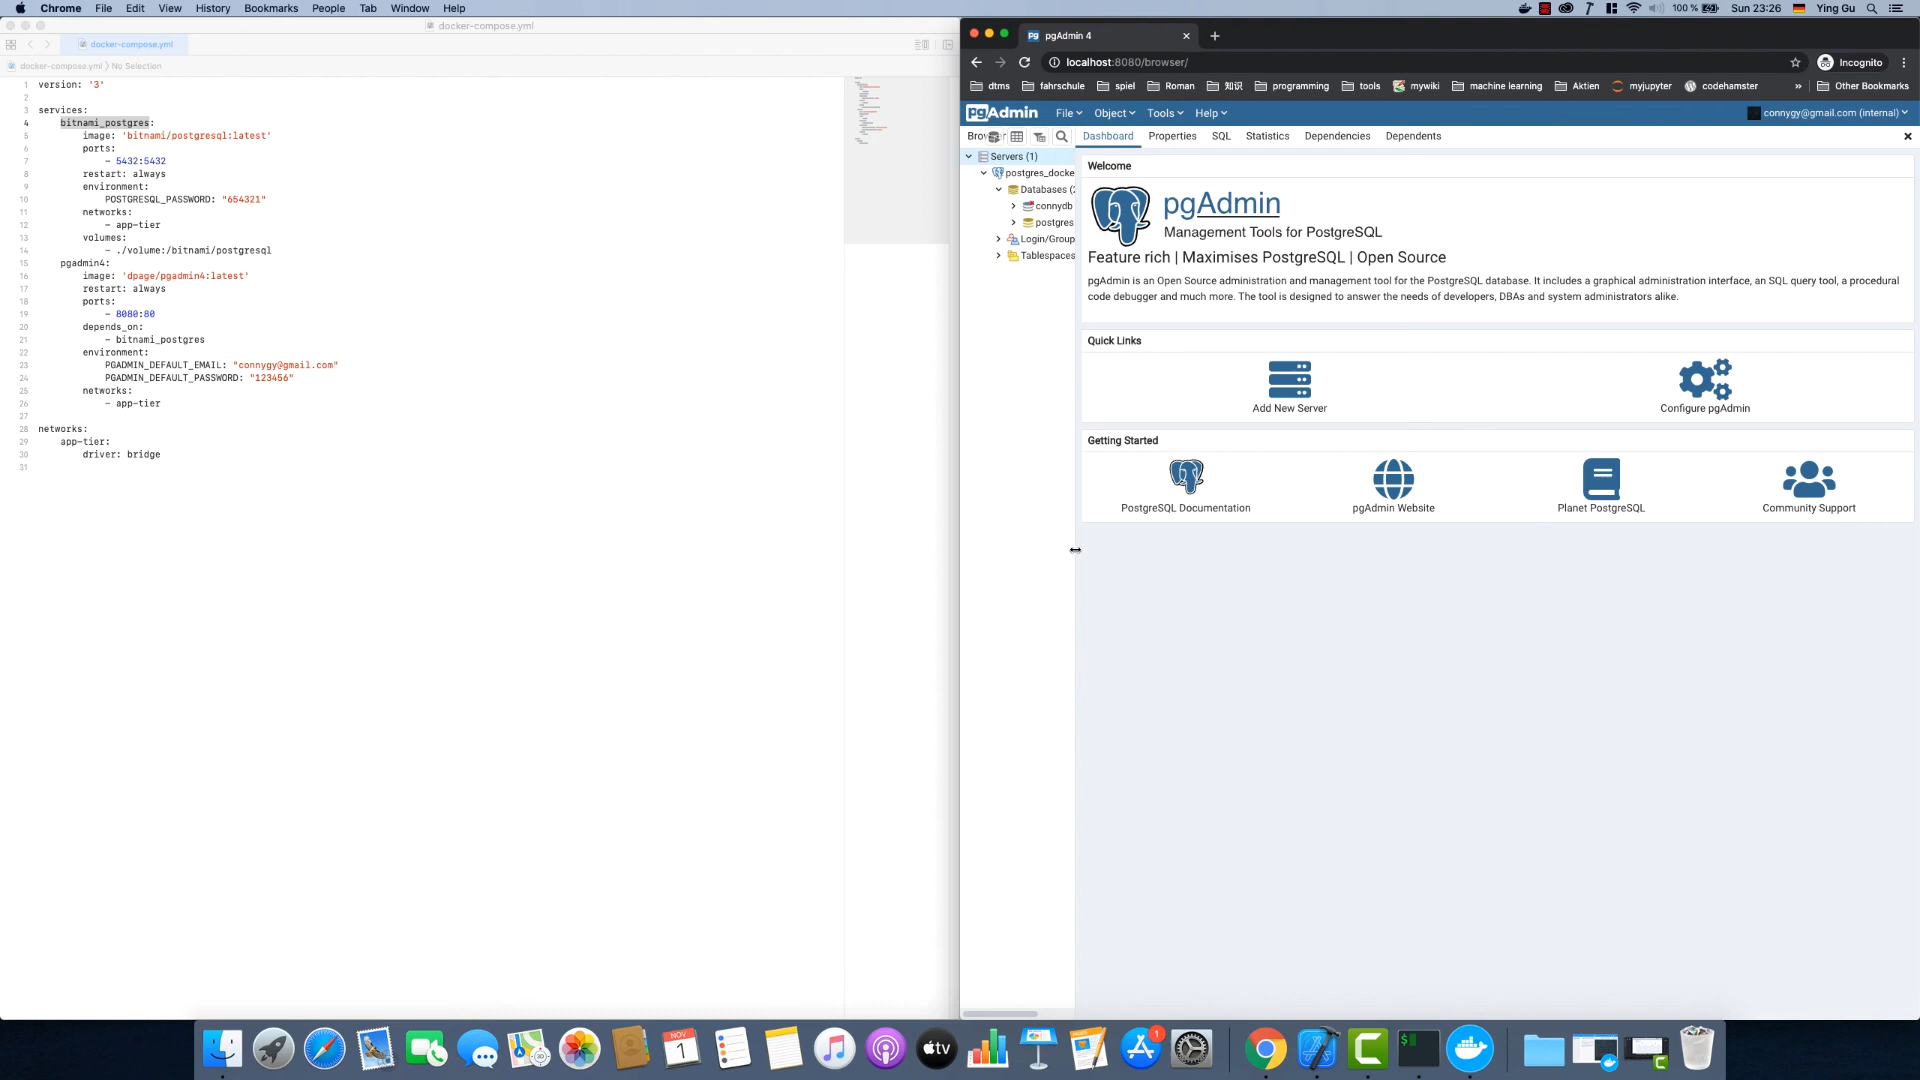 Chrome File Edit View History Bookmarks People Tab Window Help
100 % Sun 23:26 Ying Gu
docker-compose.yml
docker-compose.yml
docker-compose.yml › No Selection
1 version: '3'
2
3 services:
4 bitnami_postgres:
5 image: 'bitnami/postgresql:latest'
6 ports:
7 - 5432:5432
8 restart: always
9 environment:
10 POSTGRESQL_PASSWORD: "654321"
11 networks:
12 - app-tier
13 volumes:
14 - ./volume:/bitnami/postgresql
15 pgadmin4:
16 image: 'dpage/pgadmin4:latest'
17 restart: always
18 ports:
19 - 8080:80
20 depends_on:
21 - bitnami_postgres
22 environment:
23 PGADMIN_DEFAULT_EMAIL: "connygy@gmail.com"
24 PGADMIN_DEFAULT_PASSWORD: "123456"
25 networks:
26 - app-tier
27
28 networks:
29 app-tier:
30 driver: bridge
31
Pg pgAdmin 4
localhost:8080/browser/
Incognito
dtms fahrschule spiel Roman 知识 programming tools mywiki machine learning Aktien myjupyter codehamster » Other Bookmarks
pgAdmin File Object Tools Help
connygy@gmail.com (internal)
Dashboard Properties SQL Statistics Dependencies Dependents
Servers (1)
postgres_docke
Databases (2
connydb
postgres
Login/Group
Tablespaces
Welcome
pgAdmin
Management Tools for PostgreSQL
Feature rich | Maximises PostgreSQL | Open Source
pgAdmin is an Open Source administration and management tool for the PostgreSQL database. It includes a graphical administration interface, an SQL query tool, a procedural
code debugger and much more. The tool is designed to answer the needs of developers, DBAs and system administrators alike.
Quick Links
Add New Server
Configure pgAdmin
Getting Started
PostgreSQL Documentation
pgAdmin Website
Planet PostgreSQL
Community Support
NOV
1
3D
tv
1
$